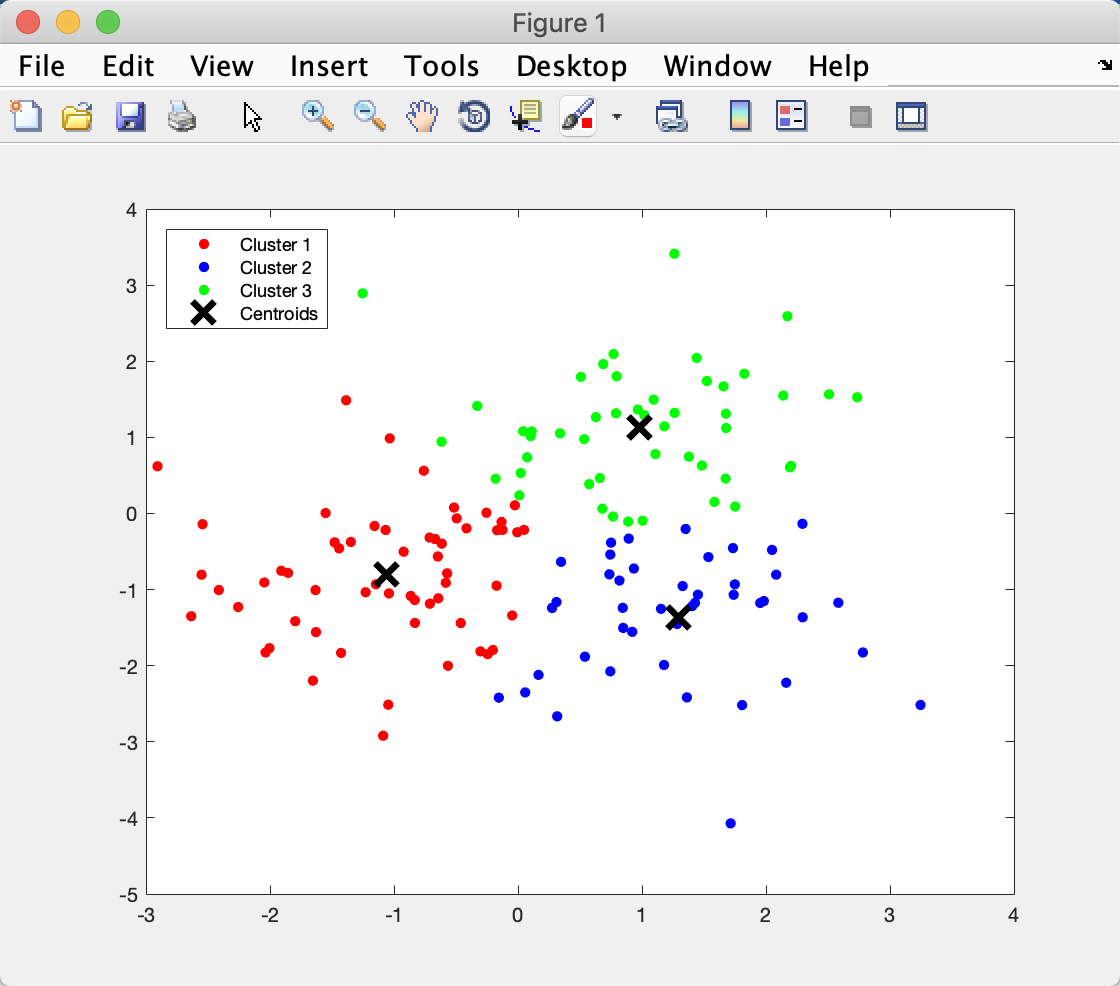 Figure 1
File Edit View Insert Tools Desktop Window Help
4
3
2
1
0
-1
-2
-3
-4
-5
Cluster 1
Cluster 2
Cluster 3
Centroids
-3 -2 -1 0 1 2 3 4